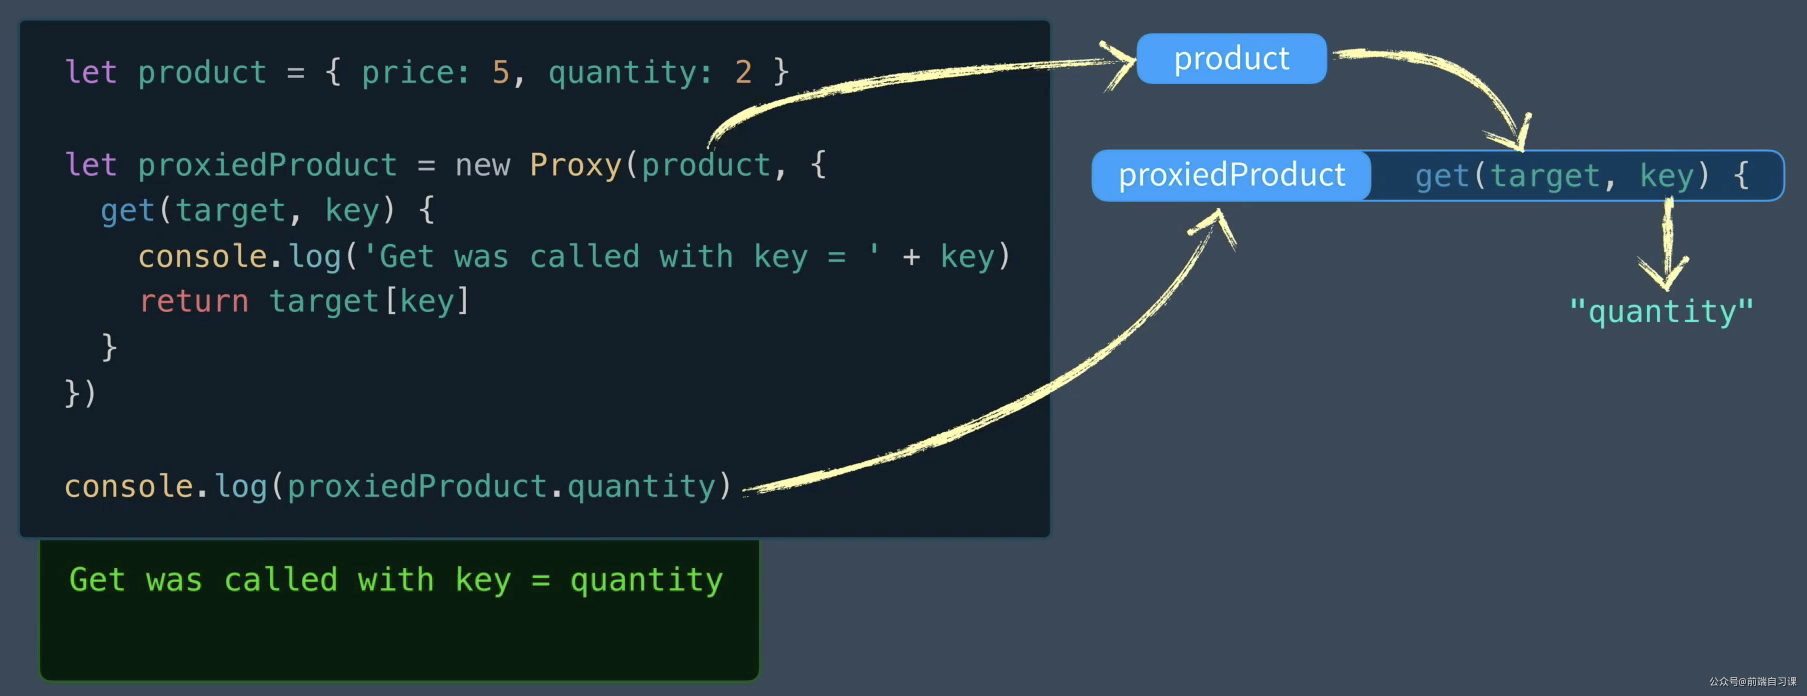 let product = { price: 5, quantity: 2 }
let proxiedProduct = new Proxy(product, {
  get(target, key) {
    console.log('Get was called with key = ' + key)
    return target[key]
  }
})
console.log(proxiedProduct.quantity)
Get was called with key = quantity
product
proxiedProduct get(target, key) {
"quantity"
公众号@前端自习课